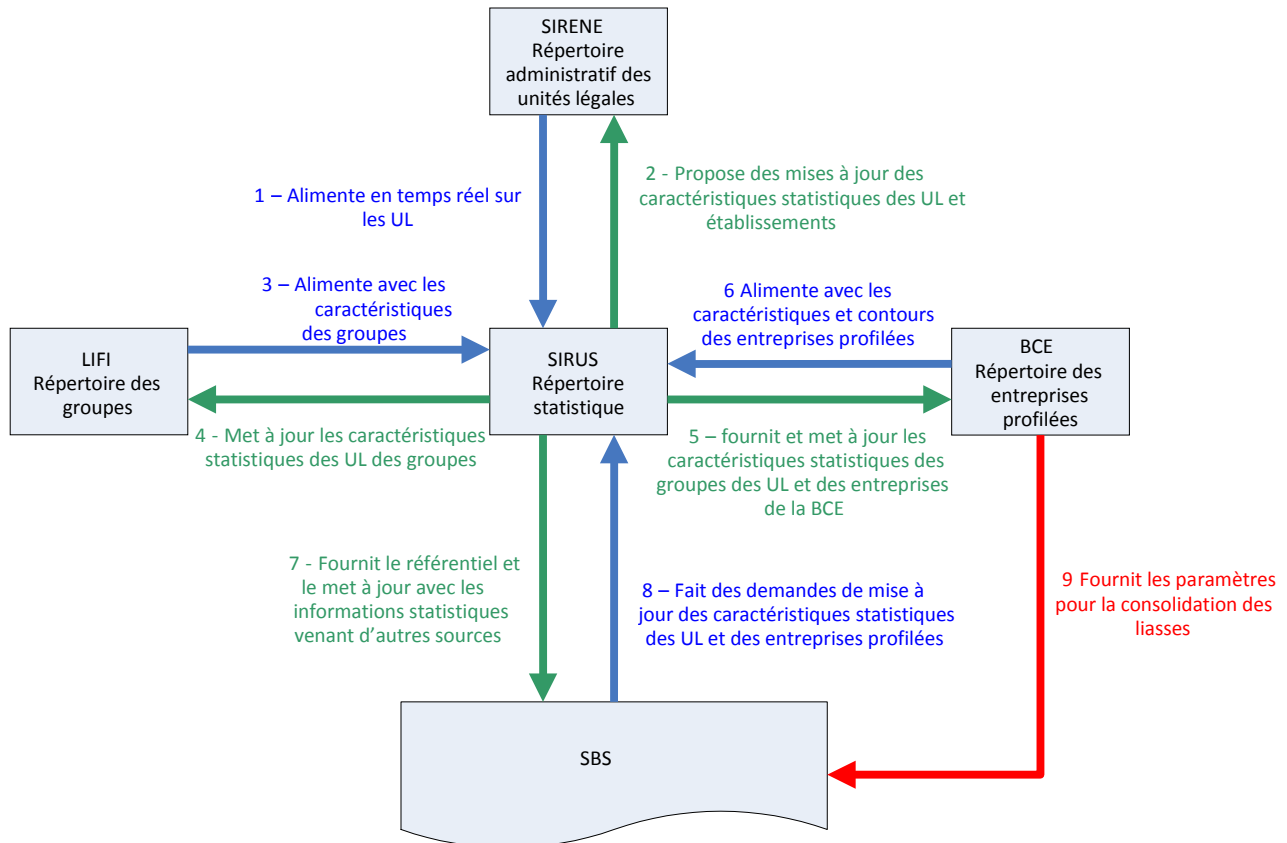 SIRENE
Répertoire
administratif des
unités légales
1 – Alimente en temps réel sur
les UL
2 - Propose des mises à jour des
caractéristiques statistiques des UL et
établissements
3 – Alimente avec les
caractéristiques
des groupes
6 Alimente avec les
caractéristiques et contours
des entreprises profilées
LIFI
Répertoire des
groupes
SIRUS
Répertoire
statistique
BCE
Répertoire des
entreprises
profilées
4 - Met à jour les caractéristiques
statistiques des UL des groupes
5 – fournit et met à jour les
caractéristiques statistiques des
groupes des UL et des entreprises
de la BCE
7 - Fournit le référentiel et
le met à jour avec les
informations statistiques
venant d’autres sources
8 – Fait des demandes de mise à
jour des caractéristiques statistiques
des UL et des entreprises profilées
9 Fournit les paramètres
pour la consolidation des
liasses
SBS